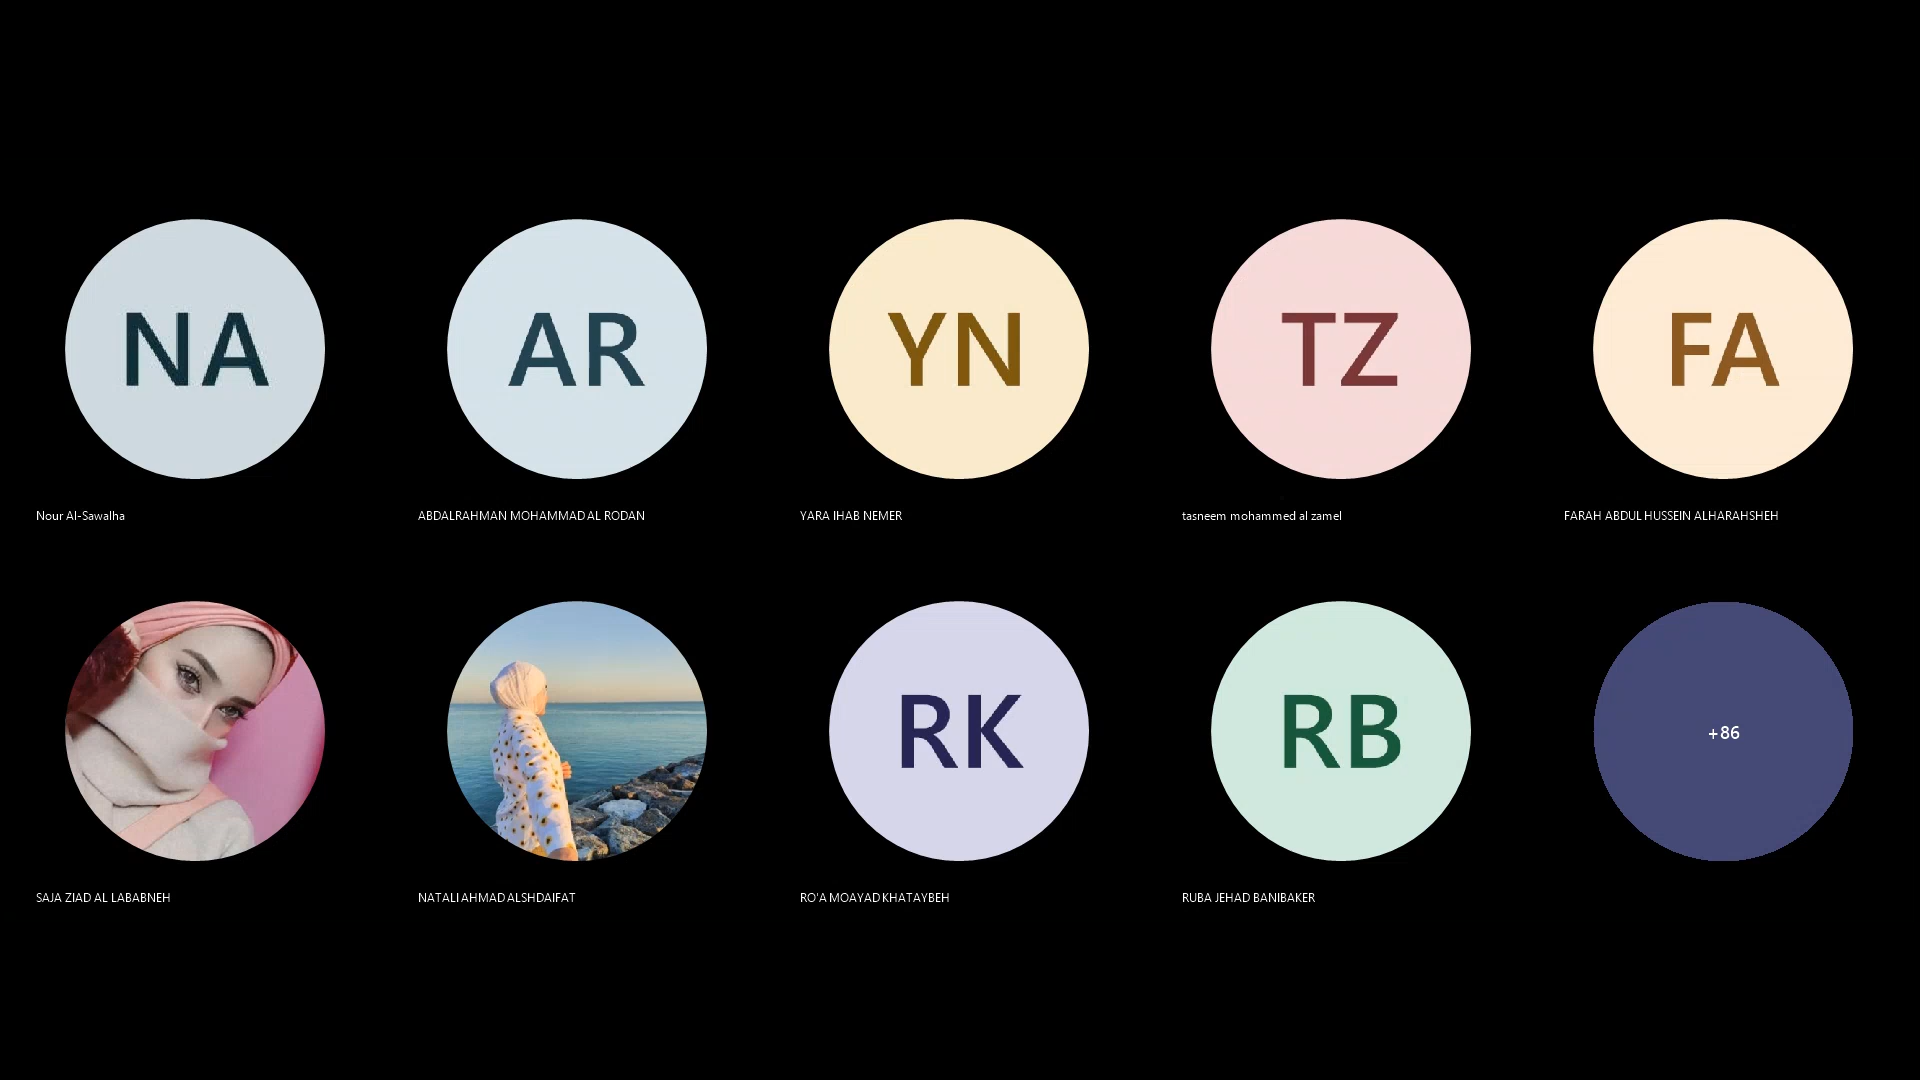 NA
AR
YN
TZ
FA
Nour Al-Sawalha
ABDALRAHMAN MOHAMMAD AL RODAN
YARA IHAB NEMER
tasneem mohammed al zamel
FARAH ABDUL HUSSEIN ALHARAHSHEH
RK
RB
+86
SAJA ZIAD AL LABABNEH
NATALI AHMAD ALSHDAIFAT
RO'A MOAYAD KHATAYBEH
RUBA JEHAD BANIBAKER